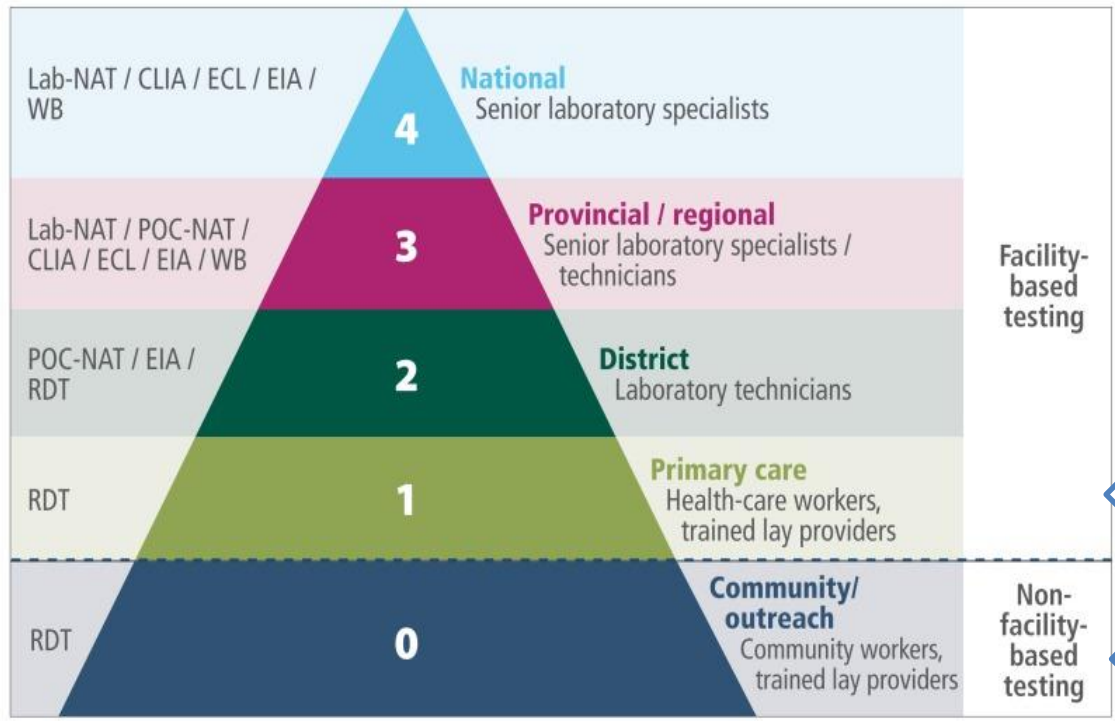 Lab-NAT / CLIA / ECL / EIA /
WB
4
National
Senior laboratory specialists
Lab-NAT / POC-NAT /
CLIA / ECL / EIA / WB
3
Provincial / regional
Senior laboratory specialists /
technicians
POC-NAT / EIA /
RDT
2
District
Laboratory technicians
RDT
1
Primary care
Health-care workers,
trained lay providers
Facility-
based
testing
RDT
0
Community/
outreach
Community workers,
trained lay providers
Non-
facility-
based
testing